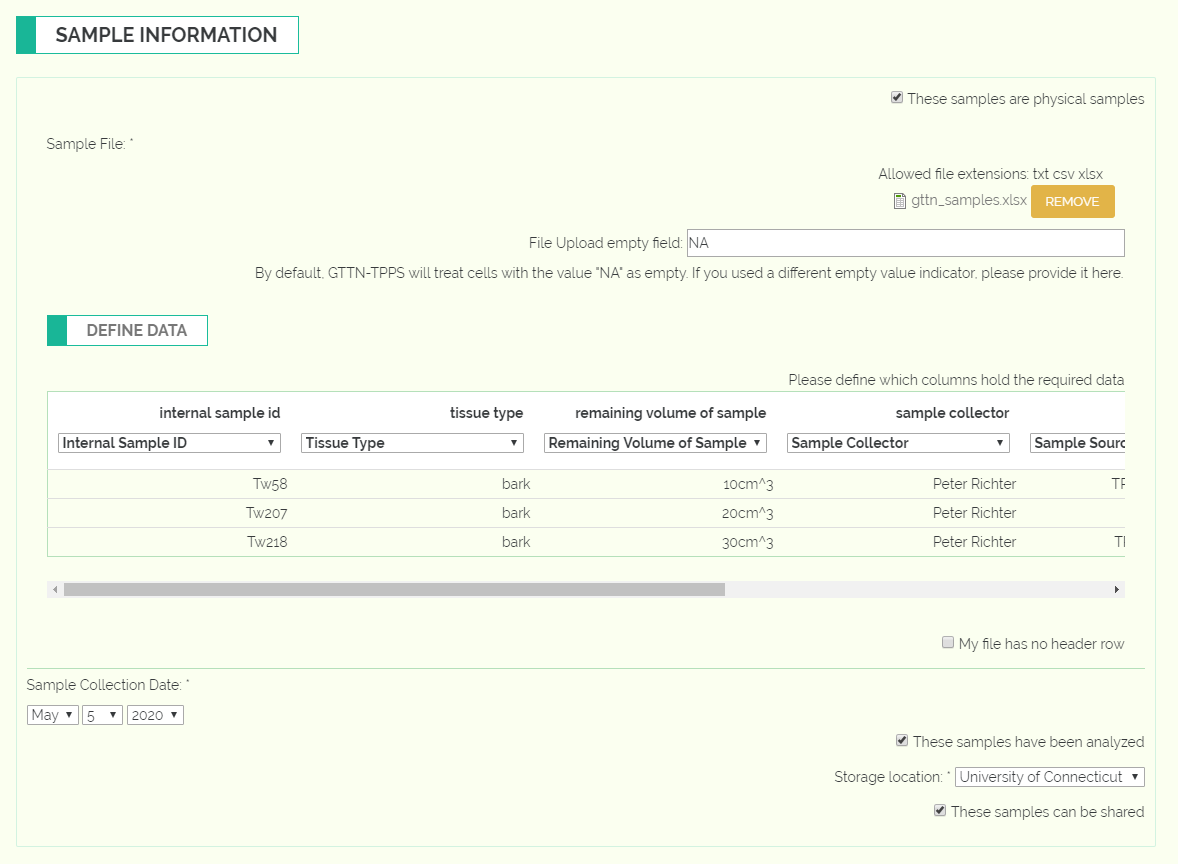 SAMPLE INFORMATION
These samples are physical samples
Sample File: *
Allowed file extensions: txt csv xlsx
gttn_samples.xlsx REMOVE
File Upload empty field: NA
By default, GTTN-TPPS will treat cells with the value "NA" as empty. If you used a different empty value indicator, please provide it here.
DEFINE DATA
Please define which columns hold the required data
internal sample id tissue type remaining volume of sample sample collector
Internal Sample ID Tissue Type Remaining Volume of Sample Sample Collector Sample Sourc
Tw58 bark 10cm^3 Peter Richter
Tw207 bark 20cm^3 Peter Richter
Tw218 bark 30cm^3 Peter Richter
My file has no header row
Sample Collection Date: *
May 5 2020
These samples have been analyzed
Storage location: * University of Connecticut
These samples can be shared